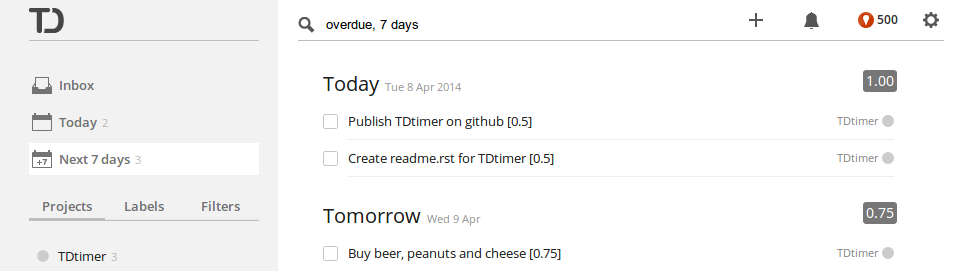 TD
overdue, 7 days
500
Inbox
Today 2
+7 Next 7 days 3
Projects Labels Filters
TDtimer 3
Today Tue 8 Apr 2014 1.00
Publish TDtimer on github [0.5] TDtimer
Create readme.rst for TDtimer [0.5] TDtimer
Tomorrow Wed 9 Apr 0.75
Buy beer, peanuts and cheese [0.75] TDtimer